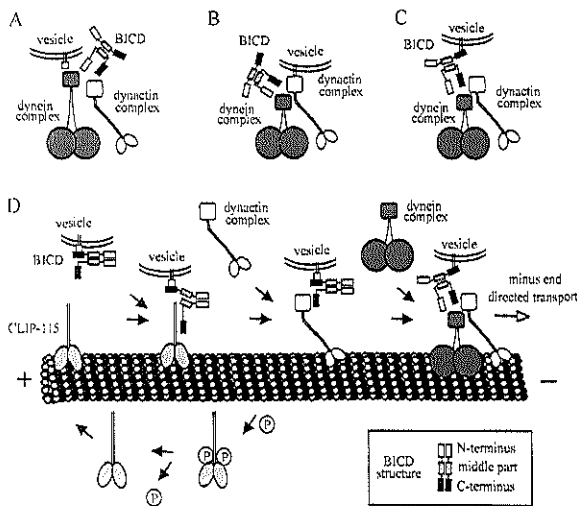 A
vesicle
BICD
dynein
complex
dynactin
complex
B
vesicle
BICD
dynactin
complex
dynein
complex
C
vesicle
BICD
dynein
complex
dynactin
complex
D
vesicle
BICD
vesicle
dynactin
complex
vesicle
dynein
complex
vesicle
minus end
directed transport
CLIP-115
+
–
P
P P
P
BICD
structure
N-terminus
middle part
C-terminus